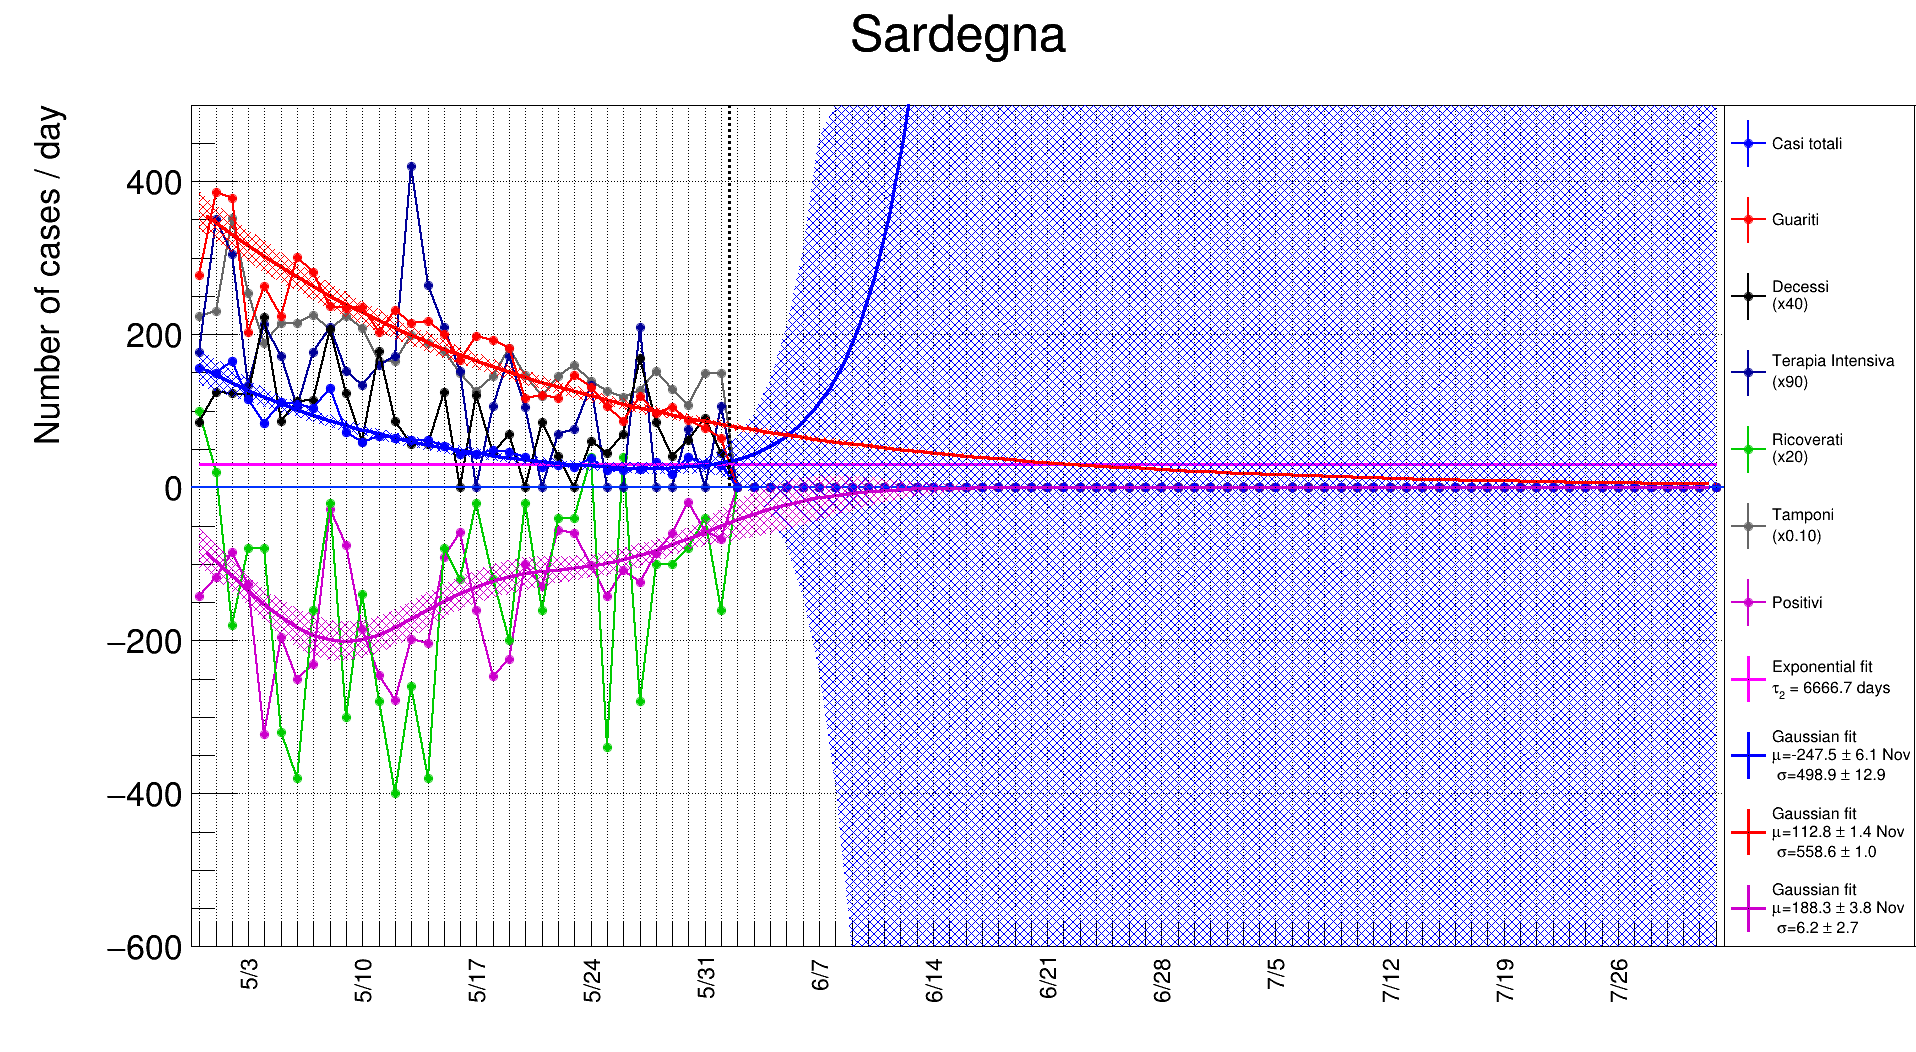 Sardegna
Number of cases / day
400
200
0
−200
−400
−600
5/3
5/10
5/17
5/24
5/31
6/7
6/14
6/21
6/28
7/5
7/12
7/19
7/26
Casi totali
Guariti
Decessi
(x40)
Terapia Intensiva
(x90)
Ricoverati
(x20)
Tamponi
(x0.10)
Positivi
Exponential fit
τ2 = 6666.7 days
Gaussian fit
μ=-247.5 ± 6.1 Nov
σ=498.9 ± 12.9
Gaussian fit
μ=112.8 ± 1.4 Nov
σ=558.6 ± 1.0
Gaussian fit
μ=188.3 ± 3.8 Nov
σ=6.2 ± 2.7